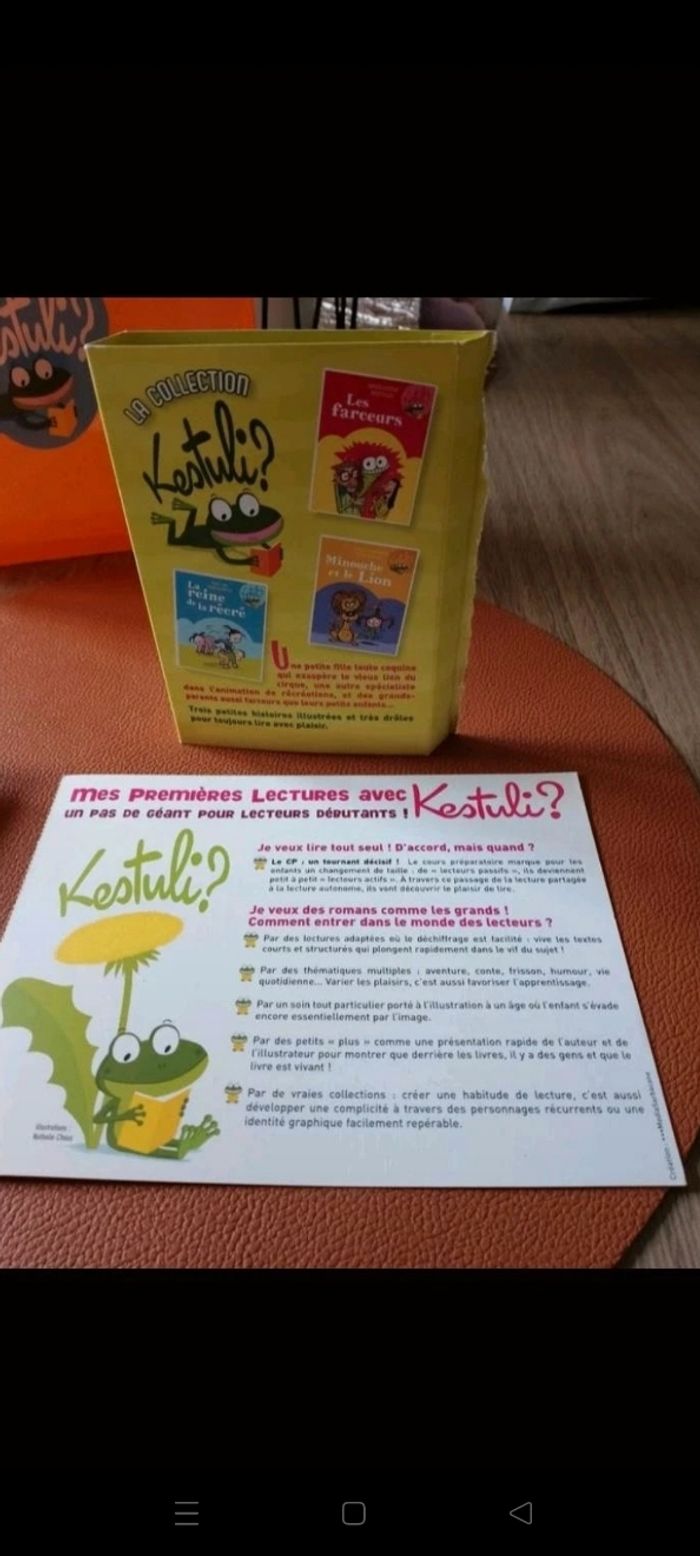 estuli?
LA COLLECTION
Kestuli?
Les
farceurs
Minouche
et le Lion
La
reine
de la récré
Une petite fille toute coquine
qui exaspère le vieux lion du
cirque, une autre spécialiste
dans l'animation de récréations, et des grands-
parents aussi farceurs que leurs petits enfants...
Trois petites histoires illustrées et très drôles
pour toujours lire avec plaisir.
mes PREMIÈRES LECTURES avec Kestuli?
un PAS DE GÉANT POUR LECTEURS DÉBUTANTS !
Kestuli?
Je veux lire tout seul ! D'accord, mais quand ?
Le CP : un tournant décisif ! Le cours préparatoire marque pour les
enfants un changement de taille : de « lecteurs passifs », ils deviennent
petit à petit « lecteurs actifs ». À travers ce passage de la lecture partagée
à la lecture autonome, ils vont découvrir le plaisir de lire.
Je veux des romans comme les grands !
Comment entrer dans le monde des lecteurs ?
Par des lectures adaptées où le déchiffrage est facilité : vive les textes
courts et structurés qui plongent rapidement dans le vif du sujet !
Par des thématiques multiples : aventure, conte, frisson, humour, vie
quotidienne... Varier les plaisirs, c'est aussi favoriser l'apprentissage.
Par un soin tout particulier porté à l'illustration à un âge où l'enfant s'évade
encore essentiellement par l'image.
Par des petits « plus » comme une présentation rapide de l'auteur et de
l'illustrateur pour montrer que derrière les livres, il y a des gens et que le
livre est vivant !
Par de vraies collections : créer une habitude de lecture, c'est aussi
développer une complicité à travers des personnages récurrents ou une
identité graphique facilement repérable.
Illustrations :
Nathalie Choux
Création :